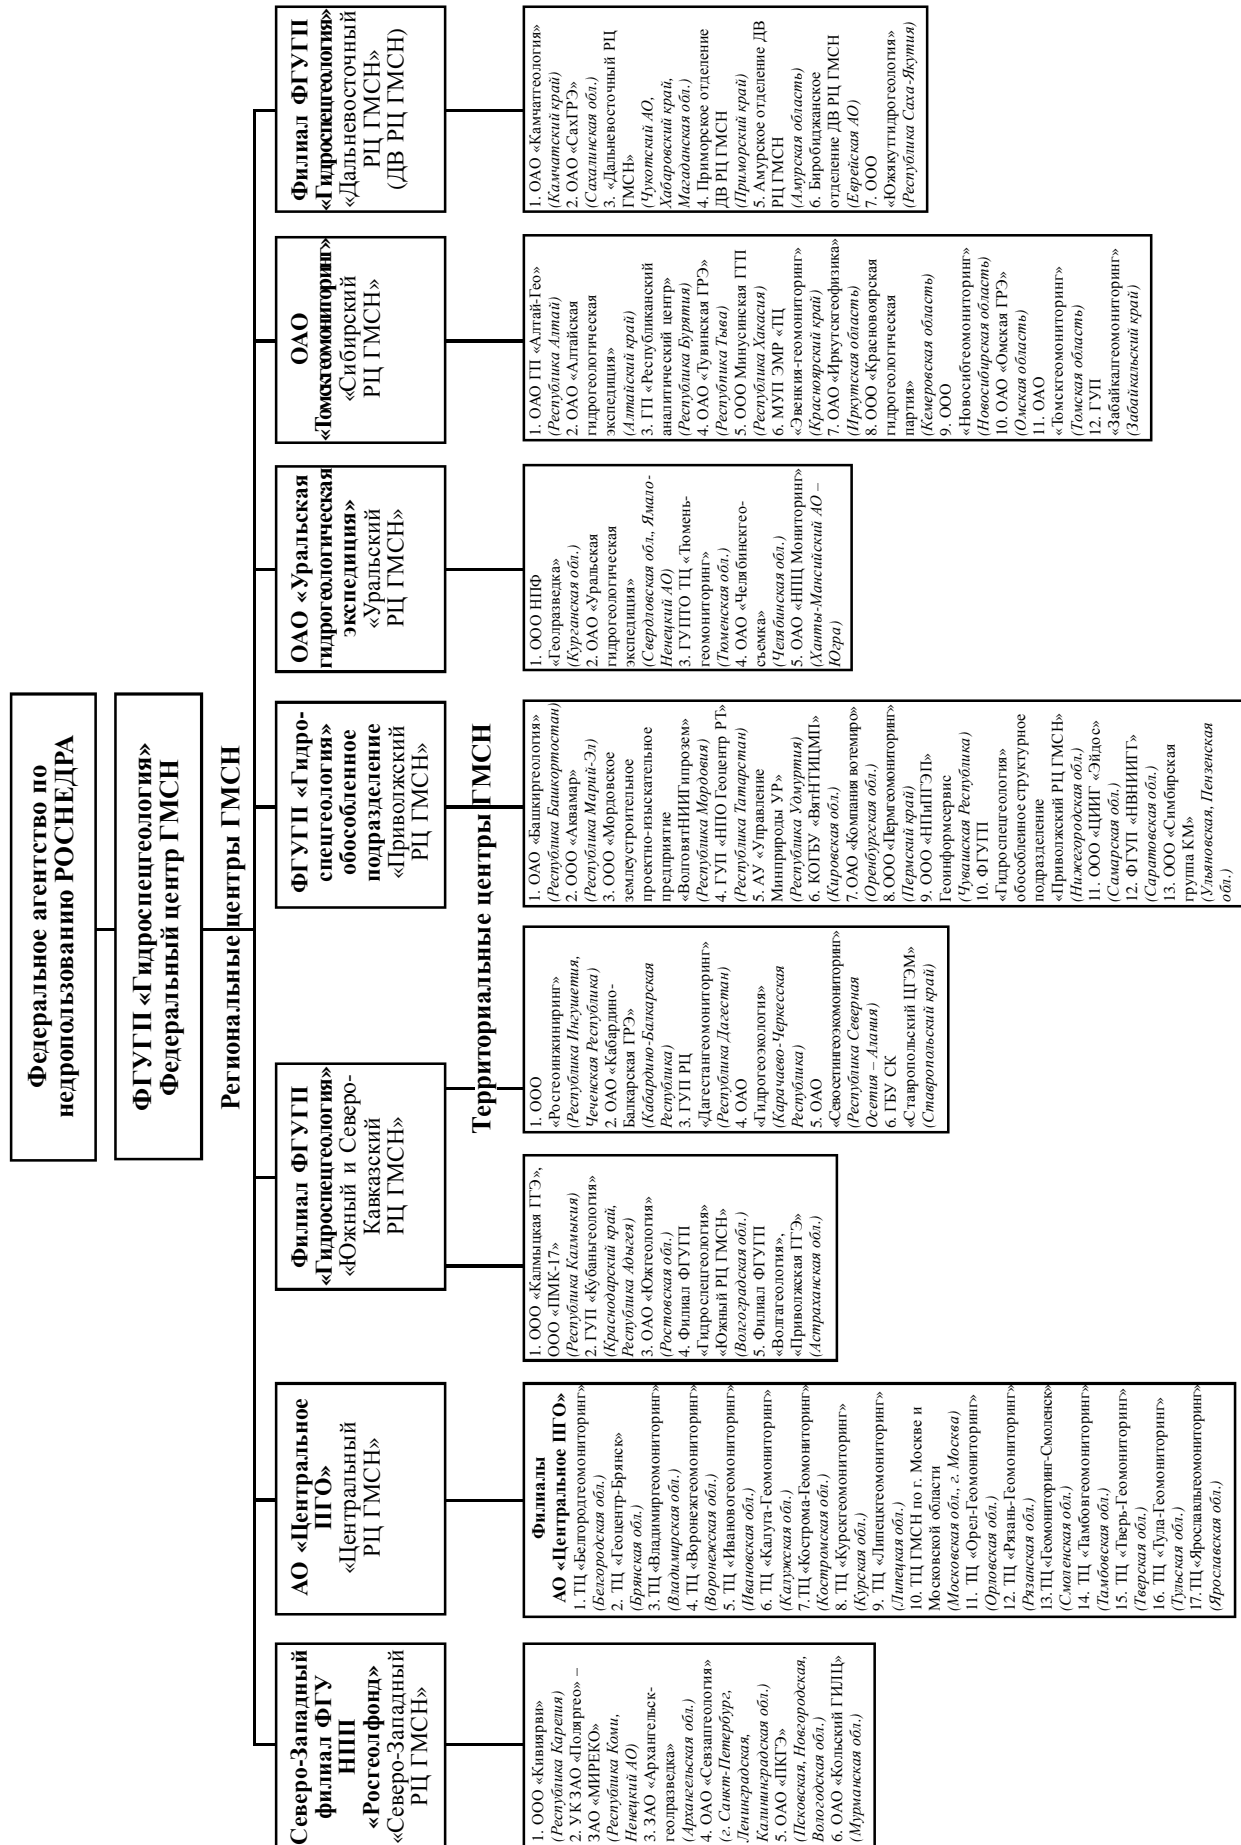 Федеральное агентство по
недропользованию РОСНЕДРА
ФГУГП «Гидроспецгеология»
Федеральный центр ГМСН
Региональные центры ГМСН
Северо-Западный
филиал ФГУ
НПП
«Росгеолфонд»
«Северо-Западный
РЦ ГМСН»
АО «Центральное
ПГО»
«Центральный
РЦ ГМСН»
Филиал ФГУГП
«Гидроспецгеология»
«Южный и Северо-
Кавказский
РЦ ГМСН»
ФГУГП «Гидро-
спецгеология»
обособленное
подразделение
«Приволжский
РЦ ГМСН»
ОАО «Уральская
гидрогеологическая
экспедиция»
«Уральский
РЦ ГМСН»
ОАО
«Томскгеомониторинг»
«Сибирский
РЦ ГМСН»
Филиал ФГУГП
«Гидроспецгеология»
«Дальневосточный
РЦ ГМСН»
(ДВ РЦ ГМСН)
Территориальные центры ГМСН
1. ООО «Кивиярви»
(Республика Карелия)
2. УК ЗАО «Поляргео» –
ЗАО «МИРЕКО»
(Республика Коми,
Ненецкий АО)
3. ЗАО «Архангельск-
геолразведка»
(Архангельская обл.)
4. ОАО «Севзапгеология»
(г. Санкт-Петербург,
Ленинградская,
Калининградская обл.)
5. ОАО «ПКГЭ»
(Псковская, Новгородская,
Вологодская обл.)
6. ОАО «Кольский ГИЛЦ»
(Мурманская обл.)
Филиалы
АО «Центральное ПГО»
1. ТЦ «Белгородгеомониторинг»
(Белгородская обл.)
2. ТЦ «Геоцентр-Брянск»
(Брянская обл.)
3. ТЦ «Владимиргеомониторинг»
(Владимирская обл.)
4. ТЦ «Воронежгеомониторинг»
(Воронежская обл.)
5. ТЦ «Ивановогеомониторинг»
(Ивановская обл.)
6. ТЦ «Калуга-Геомониторинг»
(Калужская обл.)
7. ТЦ «Кострома-Геомониторинг»
(Костромская обл.)
8. ТЦ «Курскгеомониторинг»
(Курская обл.)
9. ТЦ «Липецкгеомониторинг»
(Липецкая обл.)
10. ТЦ ГМСН по г. Москве и
Московской области
(Московская обл., г. Москва)
11. ТЦ «Орел-Геомониторинг»
(Орловская обл.)
12. ТЦ «Рязань-Геомониторинг»
(Рязанская обл.)
13. ТЦ «Геомониторинг-Смоленск»
(Смоленская обл.)
14. ТЦ «Тамбовгеомониторинг»
(Тамбовская обл.)
15. ТЦ «Тверь-Геомониторинг»
(Тверская обл.)
16. ТЦ «Тула-Геомониторинг»
(Тульская обл.)
17. ТЦ «Ярославльгеомониторинг»
(Ярославская обл.)
1. ООО «Калмыцкая ГГЭ»,
ООО «ПМК-17»
(Республика Калмыкия)
2. ГУП «Кубаньгеология»
(Краснодарский край,
Республика Адыгея)
3. ОАО «Южгеология»
(Ростовская обл.)
4. Филиал ФГУГП
«Гидроспецгеология»
«Южный РЦ ГМСН»
(Волгоградская обл.)
5. Филиал ФГУГП
«Волгагеология»,
«Приволжская ГГЭ»
(Астраханская обл.)
1. ООО
«Ростеоинжиниринг»
(Республика Ингушетия,
Чеченская Республика)
2. ОАО «Кабардино-
Балкарская ГРЭ»
(Кабардино-Балкарская
Республика)
3. ГУП РЦ
«Дагестангеомониторинг»
(Республика Дагестан)
4. ОАО
«Гидрогеоэкология»
(Карачаево-Черкесская
Республика)
5. ОАО
«Севосетингеоэкомониторинг»
(Республика Северная
Осетия – Алания)
6. ГБУ СК
«Ставропольский ЦГЭМ»
(Ставропольский край)
1. ОАО «Башкиргеология»
(Республика Башкортостан)
2. ООО «Аквамар»
(Республика Марий-Эл)
3. ООО «Мордовское
землеустроительное
проектно-изыскательное
предприятие
«ВолговятНИИГипрозем»
(Республика Мордовия)
4. ГУП «НПО Геоцентр РТ»
(Республика Татарстан)
5. АУ «Управление
Минприроды УР»
(Республика Удмуртия)
6. КОГБУ «ВятНТИЦМП»
(Кировская обл.)
7. ОАО «Компания вотемиро»
(Оренбургская обл.)
8. ООО «Пермгеомониторинг»
(Пермский край)
9. ООО «НПиПГЭП»
Геоинформсервис
(Чувашская Республика)
10. ФГУГП
«Гидроспецгеология»
обособленное структурное
подразделение
«Приволжский РЦ ГМСН»
(Нижегородская обл.)
11. ООО «ЦИИГ «Эйдос»
(Самарская обл.)
12. ФГУП «НВНИИГГ»
(Саратовская обл.)
13. ООО «Симбирская
группа КМ»
(Ульяновская, Пензенская
обл.)
1. ООО НПФ
«Геолразведка»
(Курганская обл.)
2. ОАО «Уральская
гидрогеологическая
экспедиция»
(Свердловская обл., Ямало-
Ненецкий АО)
3. ГУПТО ТЦ «Тюмень-
геомониторинг»
(Тюменская обл.)
4. ОАО «Челябинскгео-
съемка»
(Челябинская обл.)
5. ОАО «НПЦ Мониторинг»
(Ханты-Мансийский АО –
Югра)
1. ОАО ГП «Алтай-Гео»
(Республика Алтай)
2. ОАО «Алтайская
гидрогеологическая
экспедиция»
(Алтайский край)
3. ГП «Республиканский
аналитический центр»
(Республика Бурятия)
4. ОАО «Тувинская ГРЭ»
(Республика Тыва)
5. ООО Минусинская ГГП
(Республика Хакасия)
6. МУП ЭМР «ТЦ
«Эвенкия-геомониторинг»
(Красноярский край)
7. ОАО «Иркутскгеофизика»
(Иркутская область)
8. ООО «Красноярская
гидрогеологическая
партия»
(Кемеровская область)
9. ООО
«Новосибгеомониторинг»
(Новосибирская область)
10. ОАО «Омская ГРЭ»
(Омская область)
11. ОАО
«Томскгеомониторинг»
(Томская область)
12. ГУП
«Забайкалгеомониторинг»
(Забайкальский край)
1. ОАО «Камчатгеология»
(Камчатский край)
2. ОАО «СахГРЭ»
(Сахалинская обл.)
3. «Дальневосточный РЦ
ГМСН»
(Чукотский АО,
Хабаровский край,
Магаданская обл.)
4. Приморское отделение
ДВ РЦ ГМСН
(Приморский край)
5. Амурское отделение ДВ
РЦ ГМСН
(Амурская область)
6. Биробиджанское
отделение ДВ РЦ ГМСН
(Еврейская АО)
7. ООО
«Южякутгидрогеология»
(Республика Саха-Якутия)